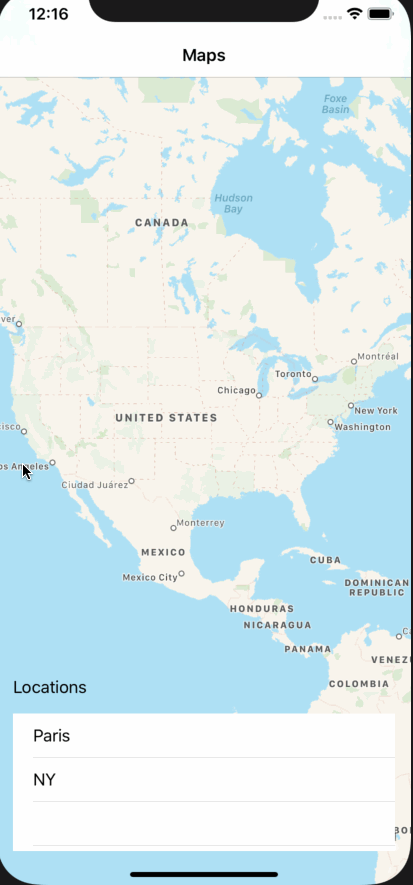 12:16
Maps
Foxe
Basin
Hudson
Bay
CANADA
ver
Montréal
Toronto
Chicago
New York
UNITED STATES
Washington
cisco
os Angeles
Ciudad Juárez
Monterrey
MEXICO
CUBA
Mexico City
DOMINICAN
REPUBLIC
HONDURAS
NICARAGUA
PANAMA
VENEZ
COLOMBIA
Locations
Paris
NY